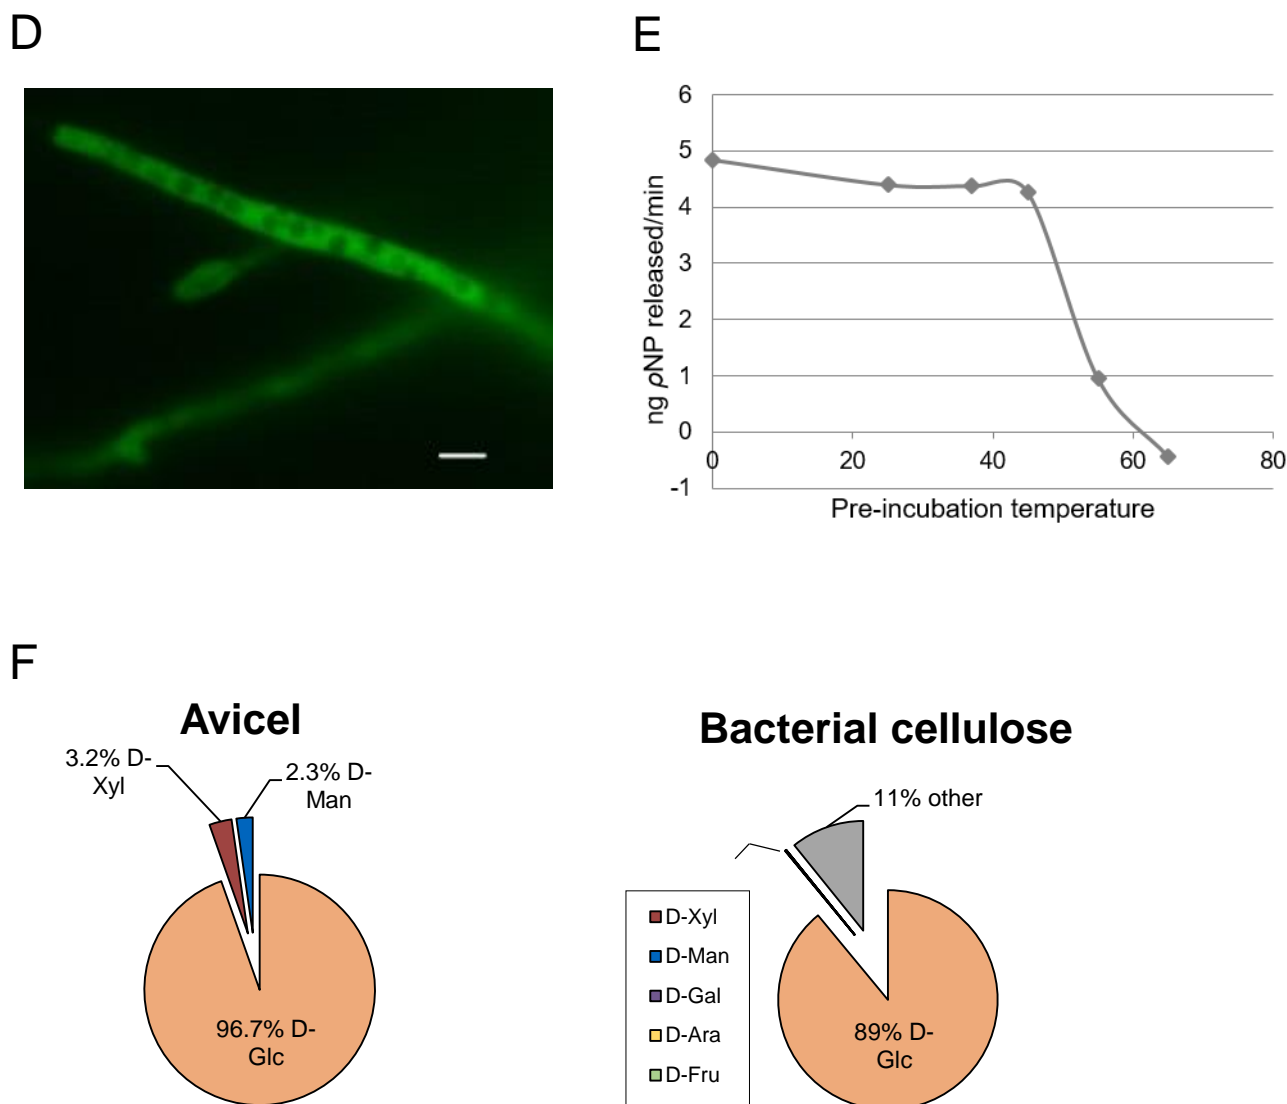 D
E
6
5
4
3
2
1
0
-1
ng ρNP released/min
0 20 40 60 80
Pre-incubation temperature
F
Avicel
3.2% D-
Xyl
2.3% D-
Man
96.7% D-
Glc
Bacterial cellulose
11% other
D-Xyl
D-Man
D-Gal
D-Ara
D-Fru
89% D-
Glc